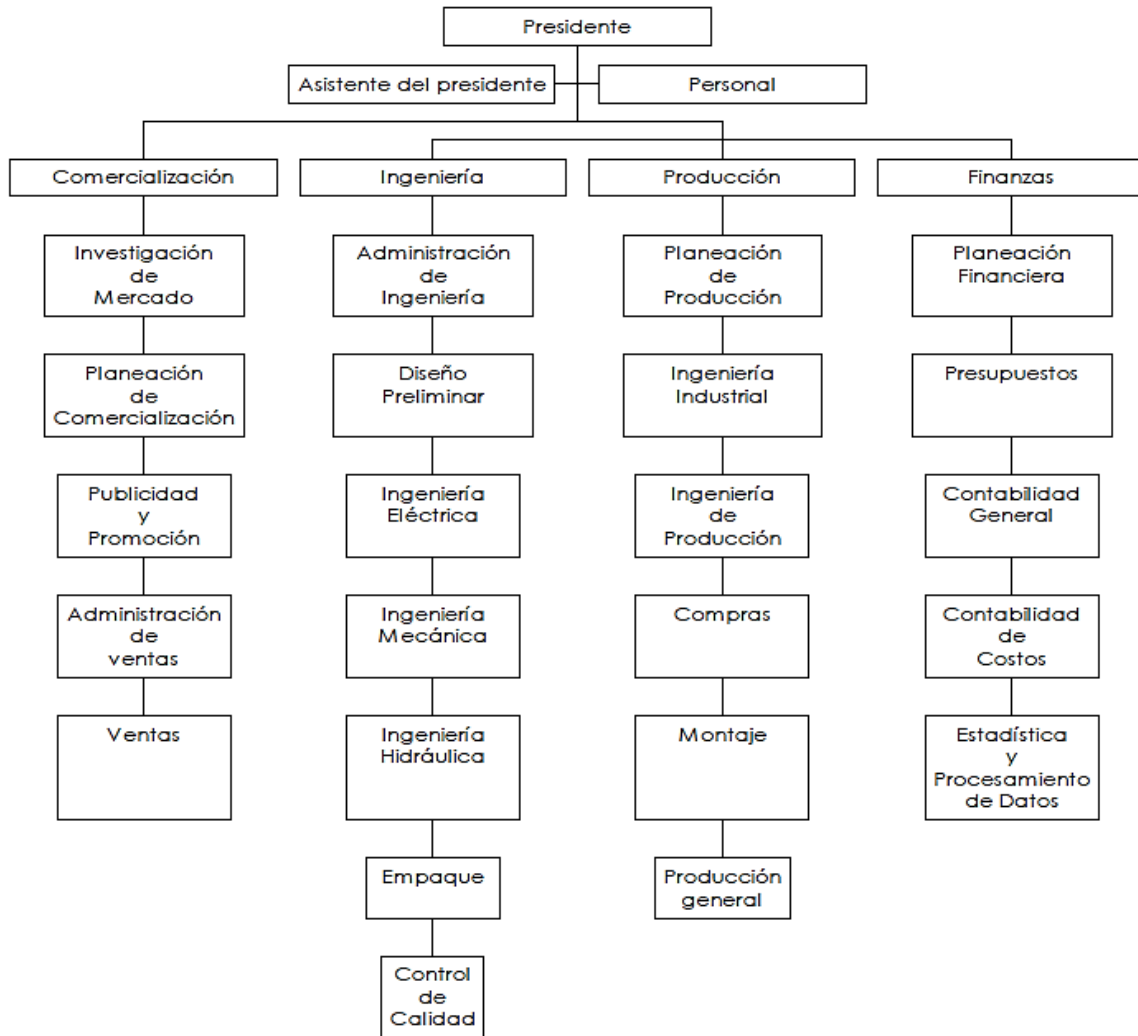 Presidente
Asistente del presidente
Personal
Comercialización
Ingeniería
Producción
Finanzas
Investigación
de
Mercado
Administración
de
Ingeniería
Planeación
de
Producción
Planeación
Financiera
Planeación
de
Comercialización
Diseño
Preliminar
Ingeniería
Industrial
Presupuestos
Publicidad
y
Promoción
Ingeniería
Eléctrica
Ingeniería
de
Producción
Contabilidad
General
Administración
de
ventas
Ingeniería
Mecánica
Compras
Contabilidad
de
Costos
Ventas
Ingeniería
Hidráulica
Montaje
Estadística
y
Procesamiento
de Datos
Empaque
Producción
general
Control
de
Calidad